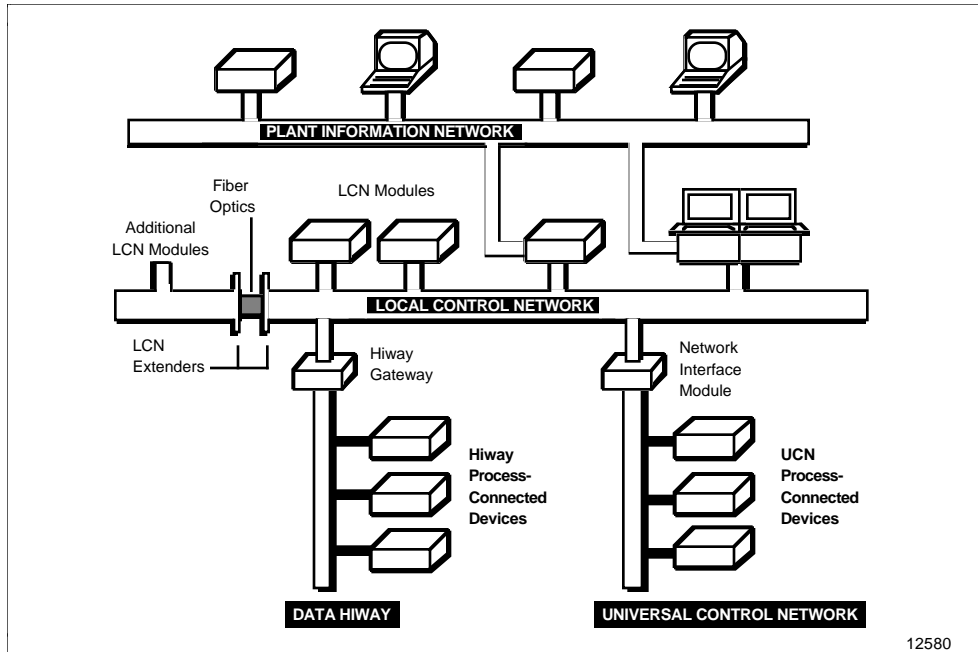 PLANT INFORMATION NETWORK
Fiber
Optics
LCN Modules
Additional
LCN Modules
LOCAL CONTROL NETWORK
LCN
Extenders
Hiway
Gateway
Network
Interface
Module
Hiway
Process-
Connected
Devices
UCN
Process-
Connected
Devices
DATA HIWAY
UNIVERSAL CONTROL NETWORK
12580